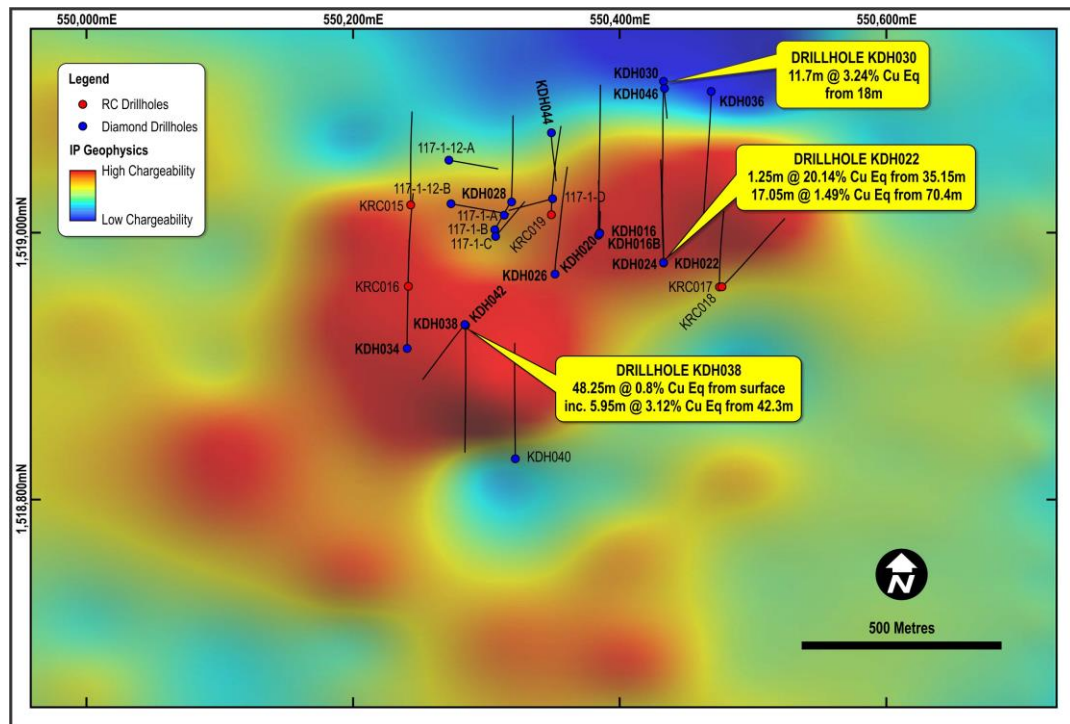 550,000mE
550,200mE
550,400mE
550,600mE
1,519,000mN
1,518,800mN
Legend
RC Drillholes
Diamond Drillholes
IP Geophysics
High Chargeability
Low Chargeability
DRILLHOLE KDH030
11.7m @ 3.24% Cu Eq
from 18m
KDH030
KDH046
KDH036
KDH044
117-1-12-A
DRILLHOLE KDH022
1.25m @ 20.14% Cu Eq from 35.15m
17.05m @ 1.49% Cu Eq from 70.4m
117-1-12-B
KDH028
117-1-D
KRC015
117-1-A
117-1-B
117-1-C
KRC019
KDH020
KDH016
KDH016B
KDH024
KDH022
KDH026
KRC016
KRC017
KRC018
KDH042
KDH038
KDH034
DRILLHOLE KDH038
48.25m @ 0.8% Cu Eq from surface
inc. 5.95m @ 3.12% Cu Eq from 42.3m
KDH040
N
500 Metres